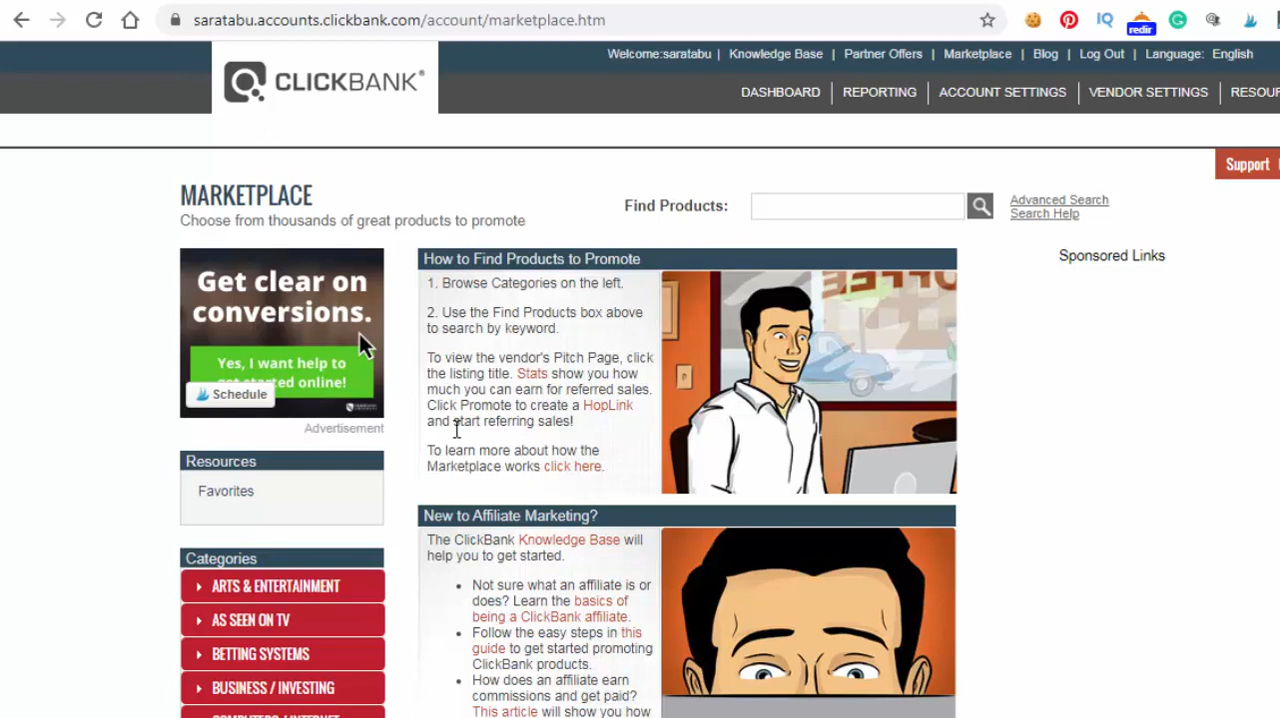 saratabu.accounts.clickbank.com/account/marketplace.htm
redir
Welcome:saratabu | Knowledge Base | Partner Offers | Marketplace | Blog | Log Out | Language: English
CLICKBANK®
DASHBOARD | REPORTING | ACCOUNT SETTINGS | VENDOR SETTINGS | RESOU
Support
MARKETPLACE
Choose from thousands of great products to promote
Find Products:
Advanced Search
Search Help
Get clear on
conversions.
Yes, I want help to
get started online!
Schedule
Advertisement
Resources
Favorites
Categories
ARTS & ENTERTAINMENT
AS SEEN ON TV
BETTING SYSTEMS
BUSINESS / INVESTING
COMPUTERS / INTERNET
How to Find Products to Promote
1. Browse Categories on the left.
2. Use the Find Products box above
to search by keyword.
To view the vendor's Pitch Page, click
the listing title. Stats show you how
much you can earn for referred sales.
Click Promote to create a HopLink
and start referring sales!
To learn more about how the
Marketplace works click here.
New to Affiliate Marketing?
The ClickBank Knowledge Base will
help you to get started.
• Not sure what an affiliate is or
does? Learn the basics of
being a ClickBank affiliate.
• Follow the easy steps in this
guide to get started promoting
ClickBank products.
• How does an affiliate earn
commissions and get paid?
This article will show you how
Sponsored Links